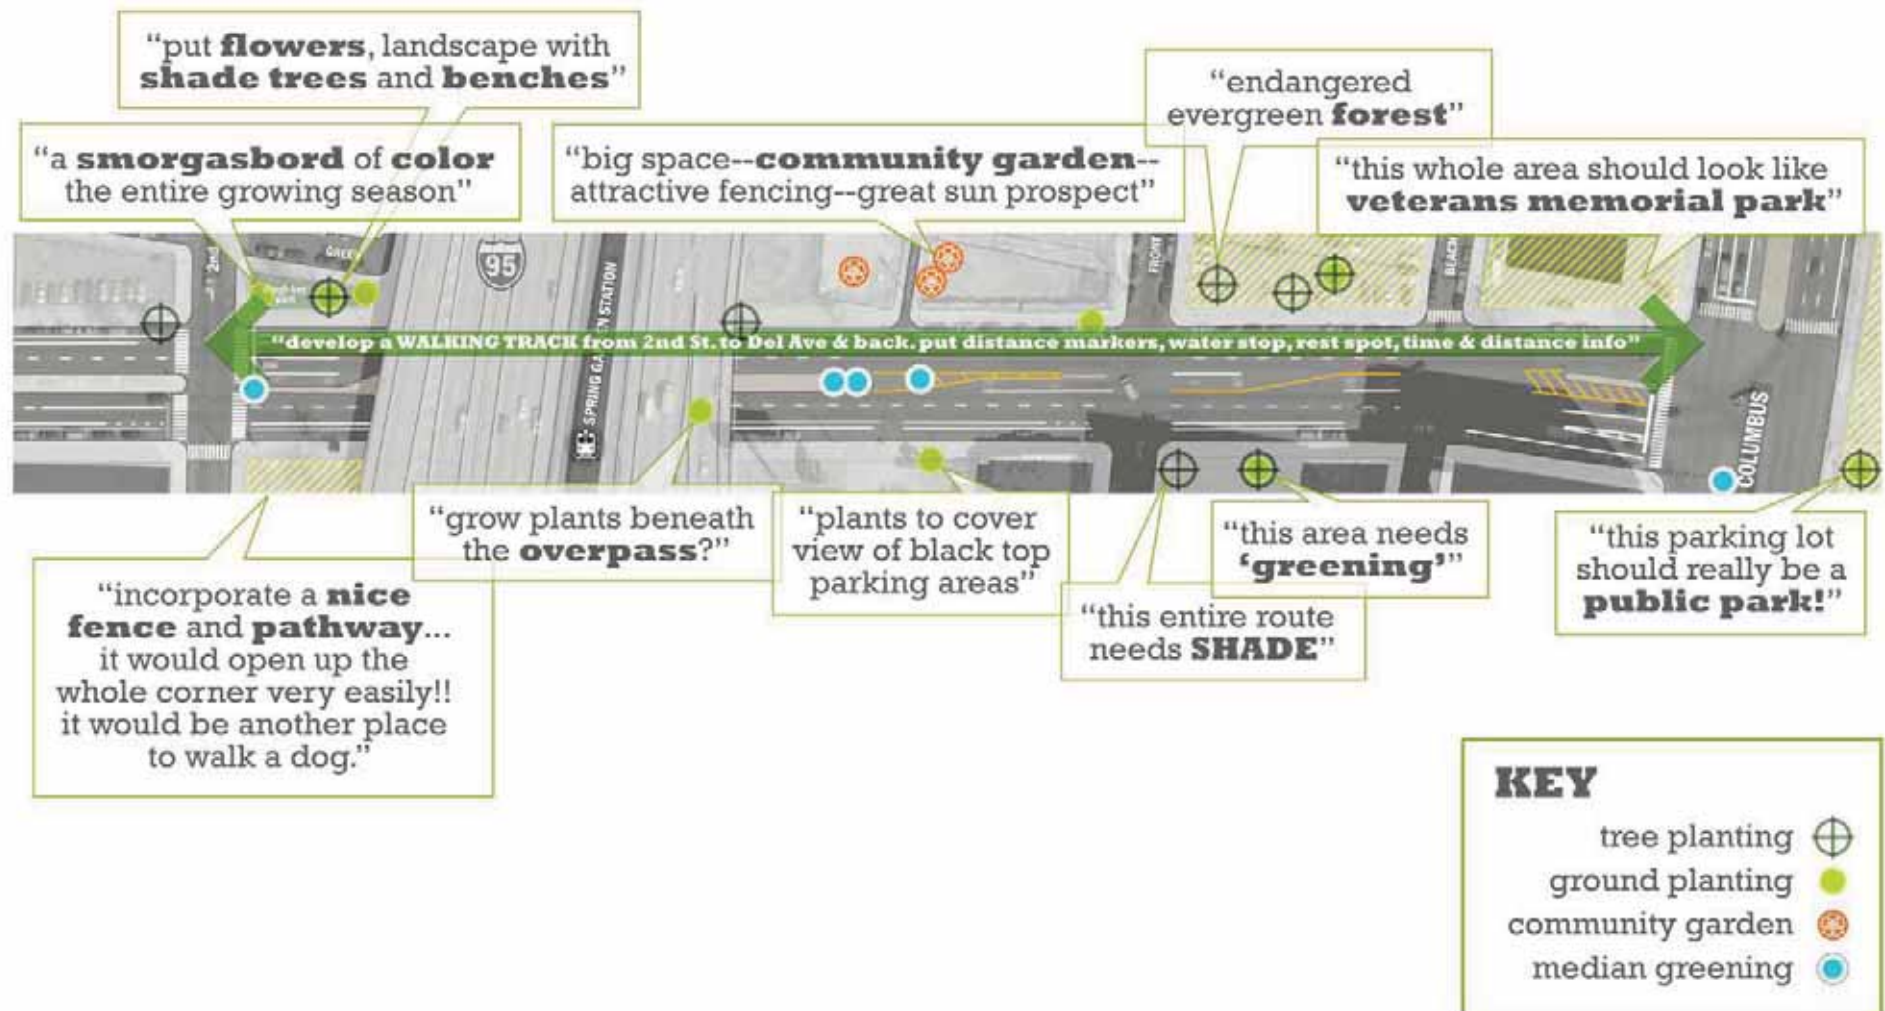 “put flowers, landscape with
shade trees and benches”
“a smorgasbord of color
the entire growing season”
“big space--community garden--
attractive fencing--great sun prospect”
“endangered
evergreen forest”
“this whole area should look like
veterans memorial park”
2nd
GREEN
95
SPRING GARDEN STATION
FRONT
BEACH
“develop a WALKING TRACK from 2nd St. to Del Ave & back. put distance markers, water stop, rest spot, time & distance info”
COLUMBUS
“grow plants beneath
the overpass?”
“plants to cover
view of black top
parking areas”
“this entire route
needs SHADE”
“this area needs
‘greening’”
“this parking lot
should really be a
public park!”
“incorporate a nice
fence and pathway...
it would open up the
whole corner very easily!!
it would be another place
to walk a dog.”
KEY
tree planting
ground planting
community garden
median greening